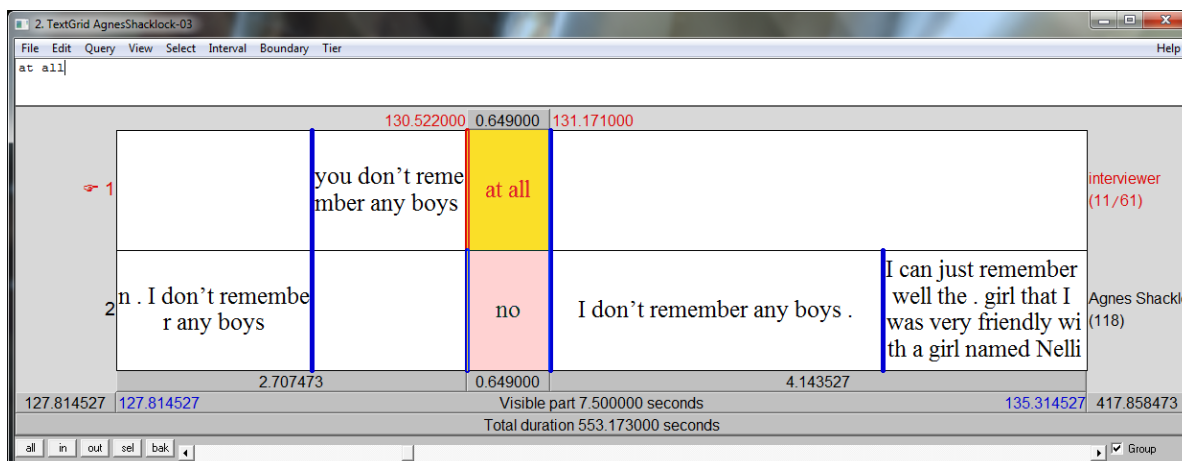 2. TextGrid AgnesShacklock-03
File Edit Query View Select Interval Boundary Tier Help
at all
130.522000 0.649000 131.171000
1
you don't reme
mber any boys
at all
interviewer
(11/61)
2
n . I don't remembe
r any boys
no
I don't remember any boys .
I can just remember
well the . girl that I
was very friendly wi
th a girl named Nelli
Agnes Shackl
(118)
2.707473 0.649000 4.143527
127.814527 127.814527 Visible part 7.500000 seconds 135.314527 417.858473
Total duration 553.173000 seconds
all in out sel bak Group